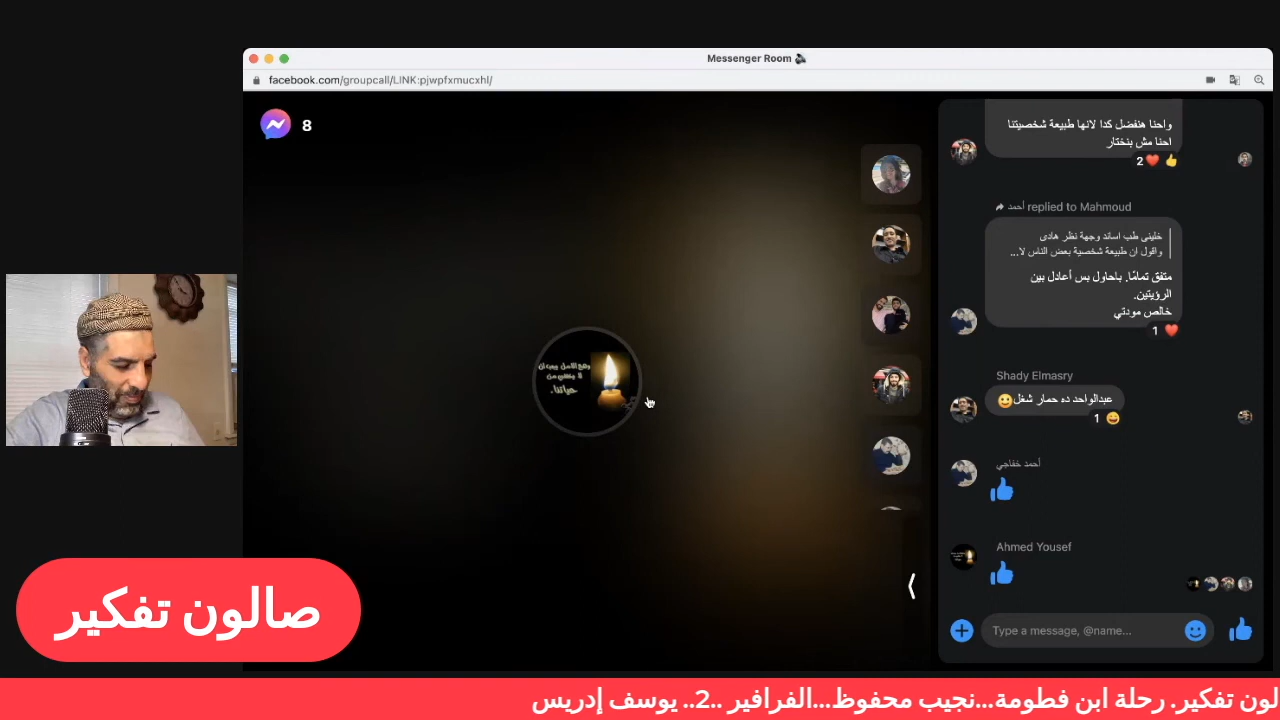 Messenger Room
facebook.com/groupcall/LINK:pjwpfxmucxhl/
8
واحنا هنفضل كدا لانها طبيعة شخصيتنا
احنا مش بنختار
2
أحمد replied to Mahmoud
خلينى طب اساند وجهة نظر هادى
واقول ان طبيعة شخصية بعض الناس لا...
متفق تمامًا. باحاول بس أعادل بين
الرؤيتين.
خالص مودتي
1
Shady Elmasry
عبدالواحد ده حمار شغل
1
أحمد خفاجي
Ahmed Yousef
Type a message, @name...
حياتنا.
صالون تفكير
لون تفكير. رحلة ابن فطومة...نجيب محفوظ...الفرافير ..2.. يوسف إدريس